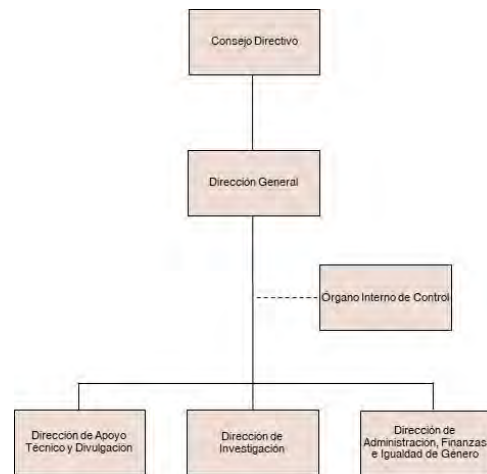 Consejo Directivo
Dirección General
Órgano Interno de Control
Dirección de Apoyo
Técnico y Divulgación
Dirección de
Investigación
Dirección de
Administración, Finanzas
e Igualdad de Género